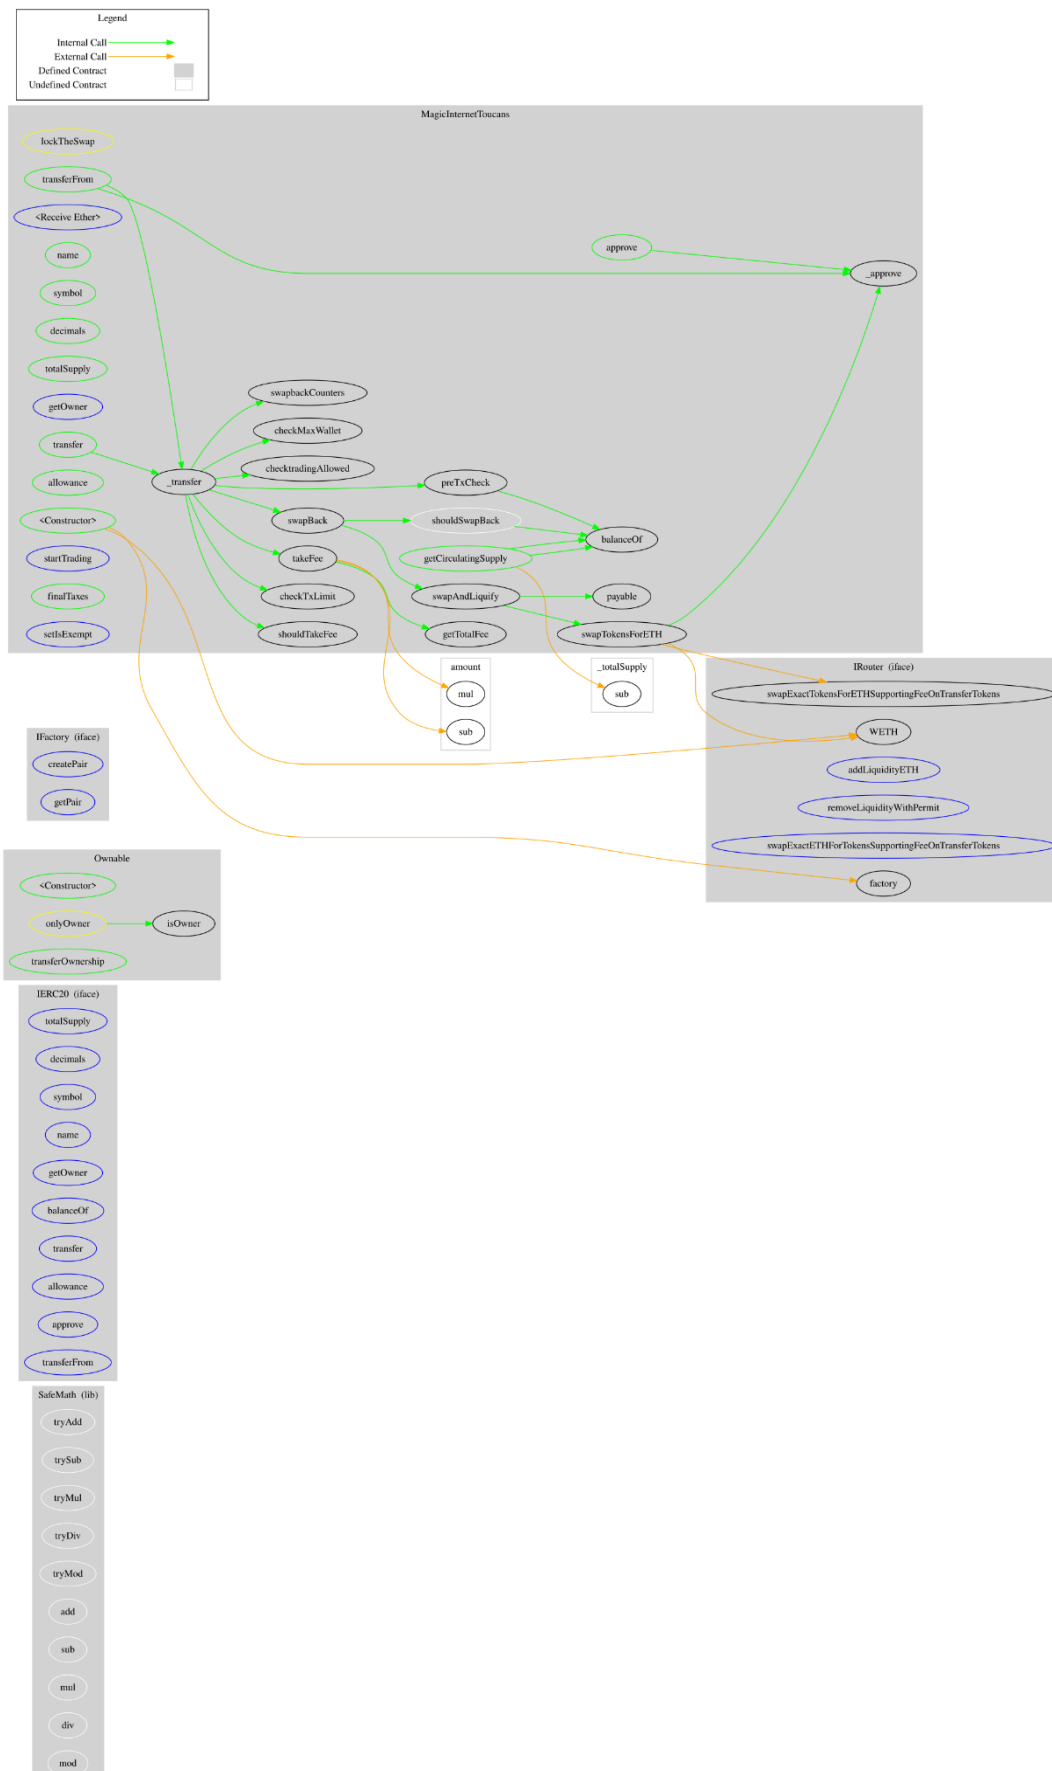 Legend
Internal Call
External Call
Defined Contract
Undefined Contract
MagicInternetToucans
lockTheSwap
transferFrom
<Receive Ether>
name
approve
_approve
symbol
decimals
totalSupply
swapbackCounters
getOwner
checkMaxWallet
transfer
checktradingAllowed
_transfer
preTxCheck
allowance
<Constructor>
swapBack
shouldSwapBack
balanceOf
startTrading
takeFee
getCirculatingSupply
finalTaxes
checkTxLimit
swapAndLiquify
payable
setIsExempt
shouldTakeFee
getTotalFee
swapTokensForETH
amount
mul
sub
_totalSupply
sub
IRouter (iface)
swapExactTokensForETHSupportingFeeOnTransferTokens
WETH
addLiquidityETH
removeLiquidityWithPermit
swapExactETHForTokensSupportingFeeOnTransferTokens
factory
IFactory (iface)
createPair
getPair
Ownable
<Constructor>
onlyOwner
isOwner
transferOwnership
IERC20 (iface)
totalSupply
decimals
symbol
name
getOwner
balanceOf
transfer
allowance
approve
transferFrom
SafeMath (lib)
tryAdd
trySub
tryMul
tryDiv
tryMod
add
sub
mul
div
mod